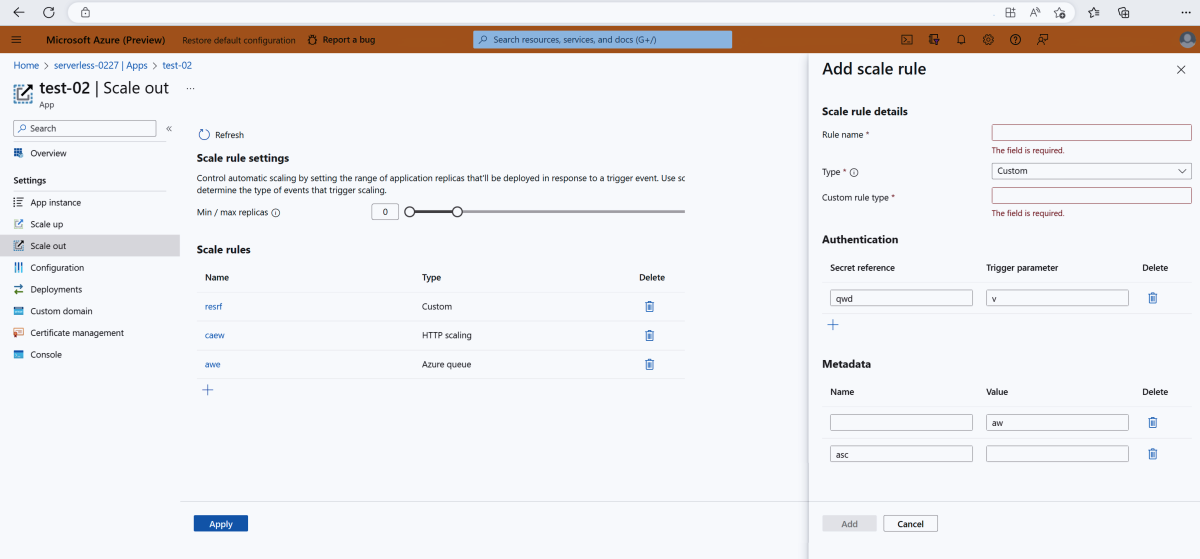 Microsoft Azure (Preview)
Restore default configuration
Report a bug
Search resources, services, and docs (G+/)
Home > serverless-0227 | Apps > test-02
test-02 | Scale out
...
App
Search
«
Overview
Settings
App instance
Scale up
Scale out
Configuration
Deployments
Custom domain
Certificate management
Console
Refresh
Scale rule settings
Control automatic scaling by setting the range of application replicas that'll be deployed in response to a trigger event. Use sc
determine the type of events that trigger scaling.
Min / max replicas
0
Scale rules
Name Type Delete
resrf Custom
caew HTTP scaling
awe Azure queue
Apply
Add scale rule
Scale rule details
Rule name *
The field is required.
Type * Custom
Custom rule type *
The field is required.
Authentication
Secret reference Trigger parameter Delete
qwd v
Metadata
Name Value Delete
aw
asc
Add Cancel